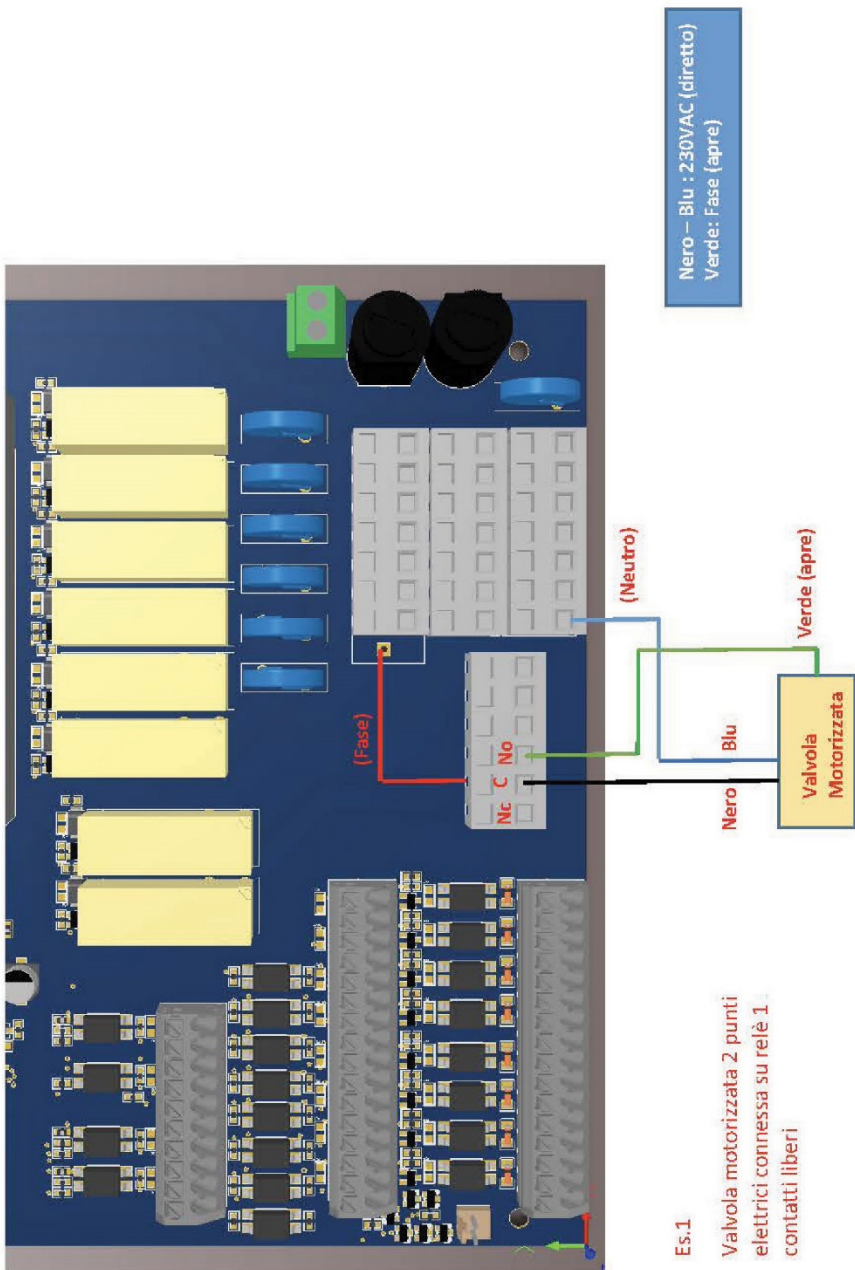 Nero – Blu : 230VAC (diretto)
Verde: Fase (apre)
(Fase)
Nc C No
(Neutro)
Nero
Blu
Verde (apre)
Valvola
Motorizzata
Es.1
Valvola motorizzata 2 punti
elettrici connessa su relè 1
contatti liberi